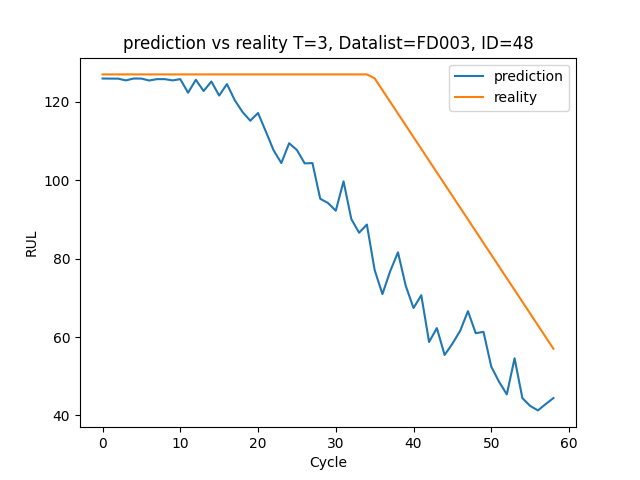 prediction vs reality T=3, Datalist=FD003, ID=48
prediction
reality
RUL
120
100
80
60
40
0 10 20 30 40 50 60
Cycle